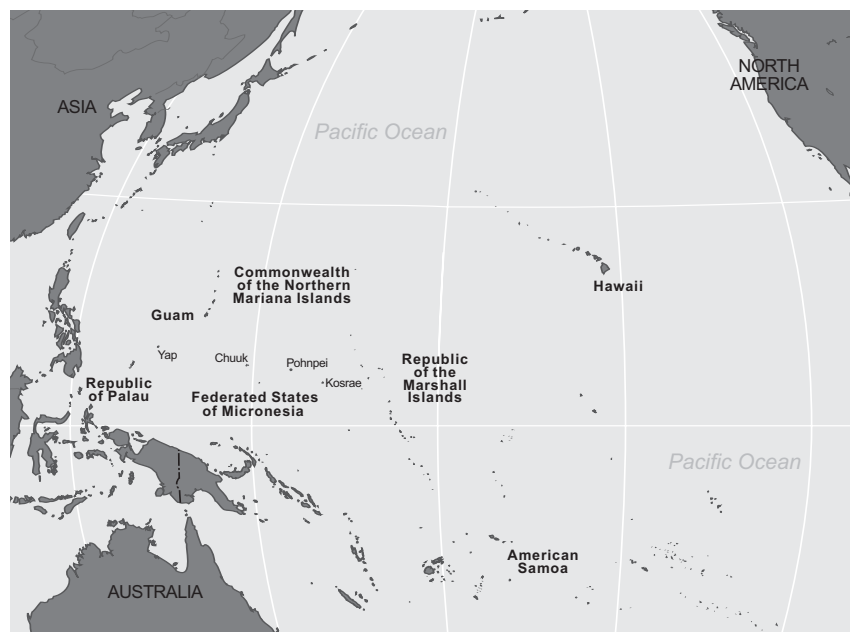 NORTH
AMERICA
ASIA
Pacific Ocean
Commonwealth
of the Northern
Mariana Islands
Hawaii
Guam
Yap
Chuuk
Pohnpei
Kosrae
Republic
of the
Marshall
Islands
Republic
of Palau
Federated States
of Micronesia
Pacific Ocean
American
Samoa
AUSTRALIA